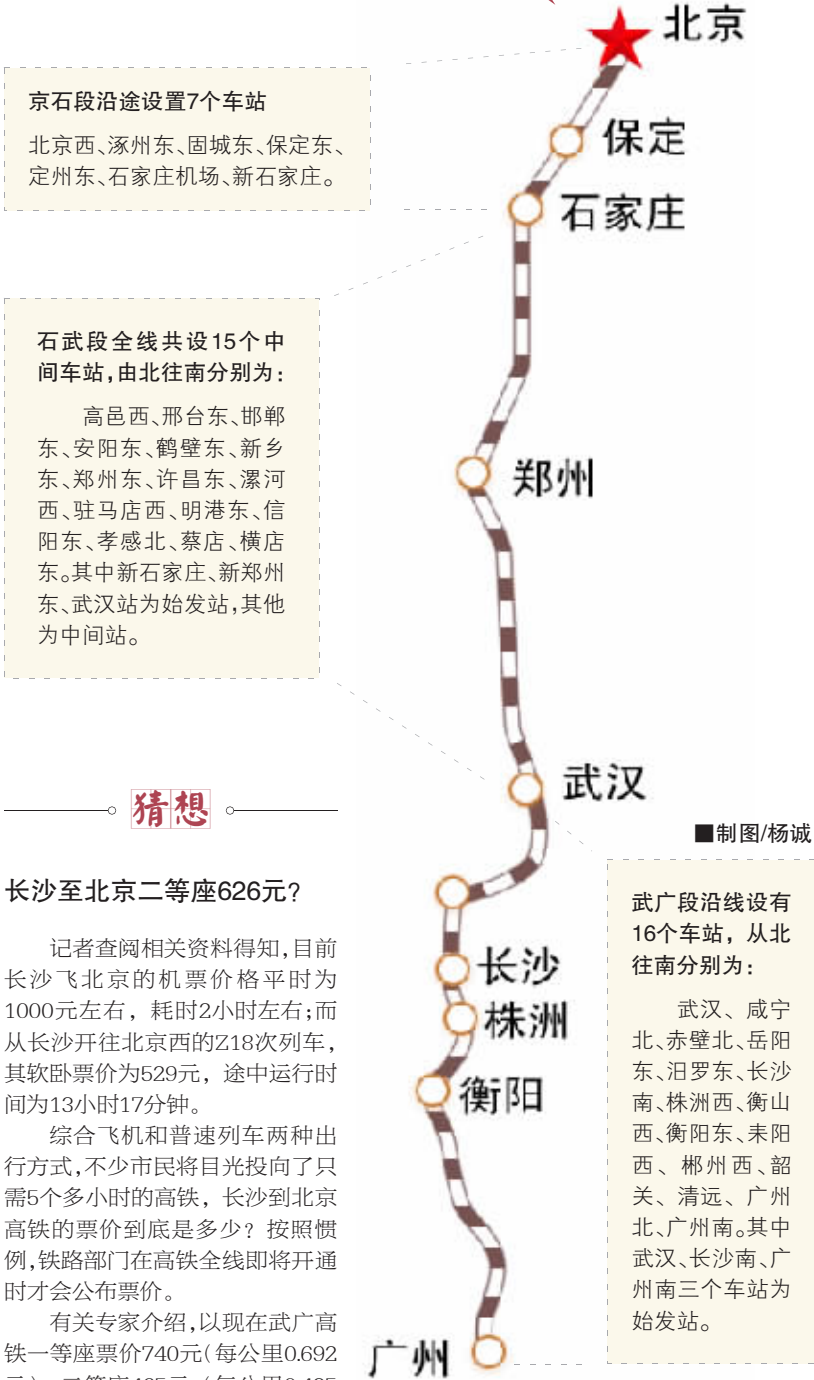 北京
保定
石家庄
郑州
武汉
长沙
株洲
衡阳
广州
京石段沿途设置7个车站
北京西、涿州东、固城东、保定东、
定州东、石家庄机场、新石家庄。
石武段全线共设15个中
间车站,由北往南分别为:
高邑西、邢台东、邯郸
东、安阳东、鹤壁东、新乡
东、郑州东、许昌东、漯河
西、驻马店西、明港东、信
阳东、孝感北、蔡店、横店
东。其中新石家庄、新郑州
东、武汉站为始发站,其他
为中间站。
■制图/杨诚
武广段沿线设有
16个车站，从北
往南分别为:
武汉、咸宁
北、赤壁北、岳阳
东、汨罗东、长沙
南、株洲西、衡山
西、衡阳东、耒阳
西、郴州西、韶
关、清远、广州
北、广州南。其中
武汉、长沙南、广
州南三个车站为
始发站。
猜想
长沙至北京二等座626元?
记者查阅相关资料得知,目前
长沙飞北京的机票价格平时为
1000元左右，耗时2小时左右;而
从长沙开往北京西的Z18次列车,
其软卧票价为529元，途中运行时
间为13小时17分钟。
综合飞机和普速列车两种出
行方式,不少市民将目光投向了只
需5个多小时的高铁，长沙到北京
高铁的票价到底是多少？按照惯
例,铁路部门在高铁全线即将开通
时才会公布票价。
有关专家介绍,以现在武广高
铁一等座票价740元(每公里0.692